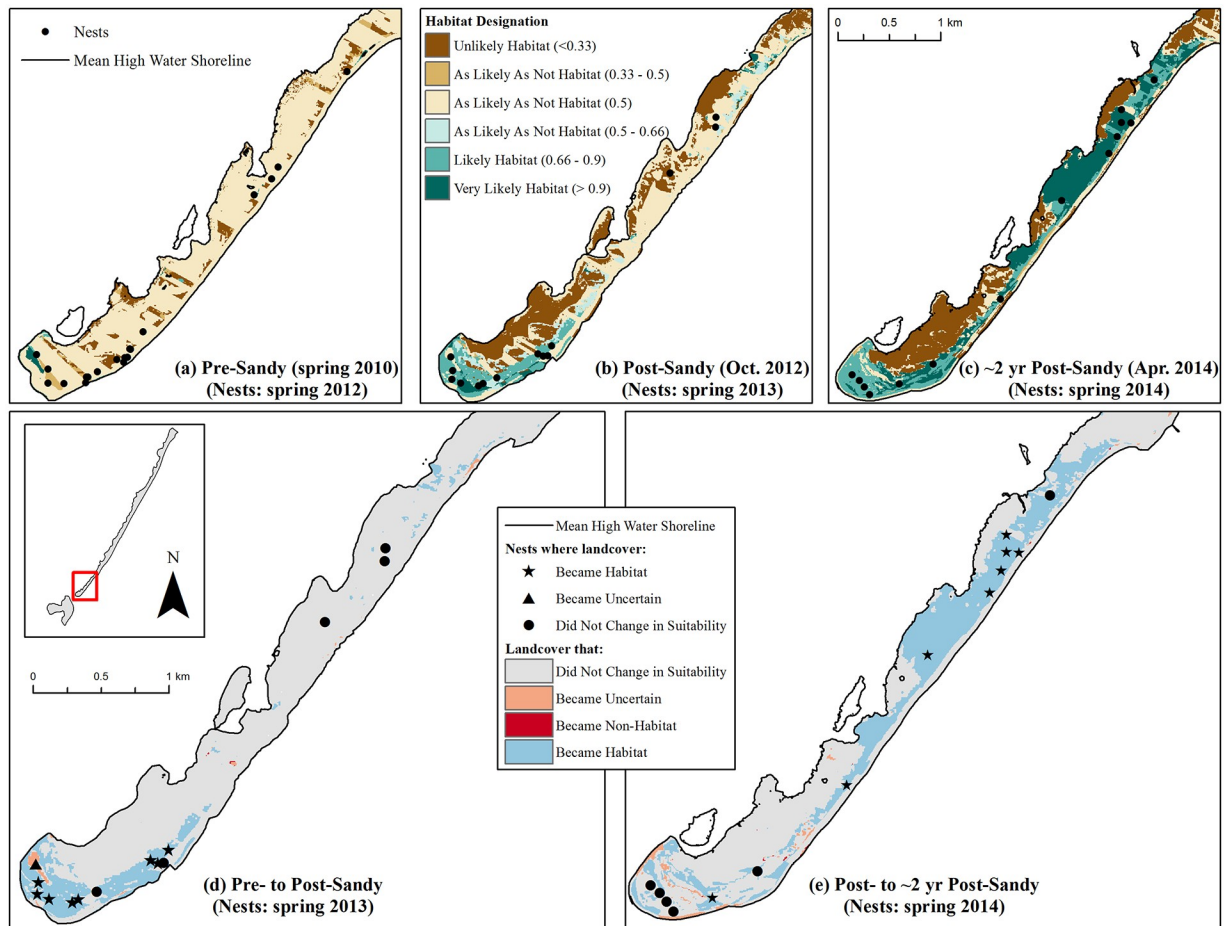 Nests
Mean High Water Shoreline
(a) Pre-Sandy (spring 2010)
(Nests: spring 2012)
Habitat Designation
Unlikely Habitat (<0.33)
As Likely As Not Habitat (0.33 - 0.5)
As Likely As Not Habitat (0.5)
As Likely As Not Habitat (0.5 - 0.66)
Likely Habitat (0.66 - 0.9)
Very Likely Habitat (> 0.9)
(b) Post-Sandy (Oct. 2012)
(Nests: spring 2013)
0 0.5 1 km
(c) ~2 yr Post-Sandy (Apr. 2014)
(Nests: spring 2014)
N
0 0.5 1 km
(d) Pre- to Post-Sandy
(Nests: spring 2013)
Mean High Water Shoreline
Nests where landcover:
Became Habitat
Became Uncertain
Did Not Change in Suitability
Landcover that:
Did Not Change in Suitability
Became Uncertain
Became Non-Habitat
Became Habitat
(e) Post- to ~2 yr Post-Sandy
(Nests: spring 2014)